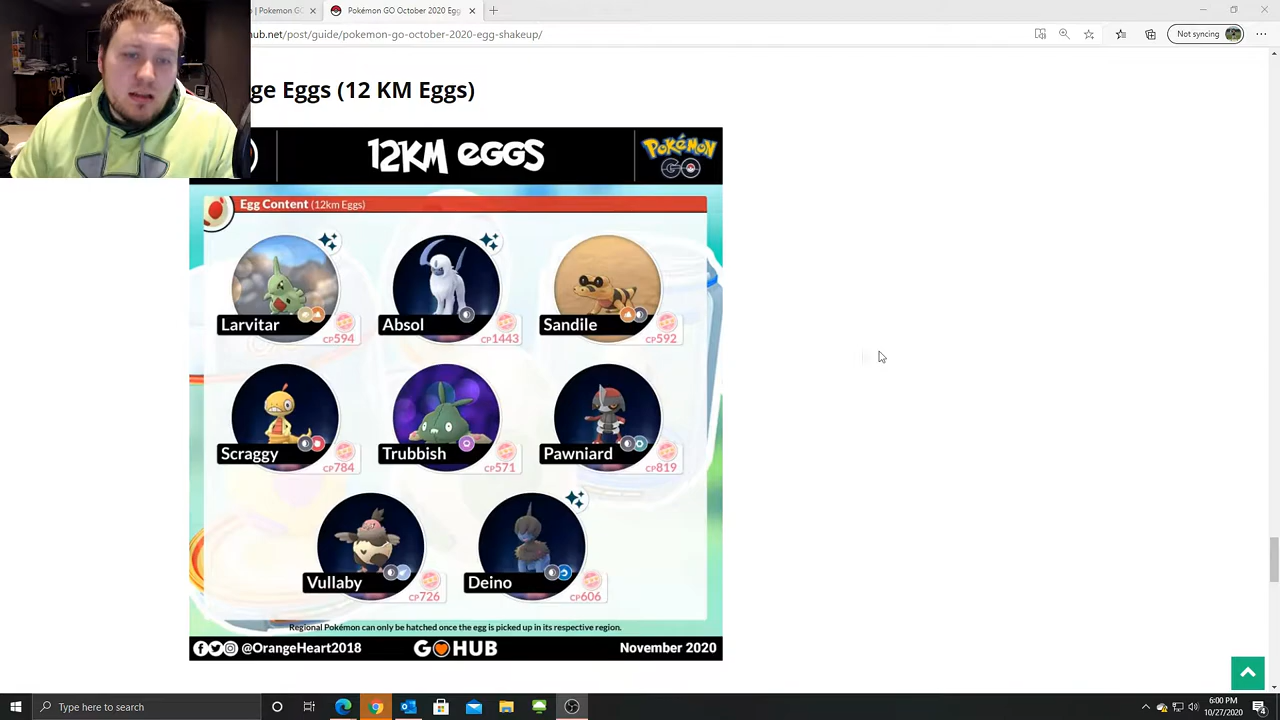 | Pokémon GO
Pokémon GO October 2020 Egg
Not syncing
hub.net/post/guide/pokemon-go-october-2020-egg-shakeup/
ge Eggs (12 KM Eggs)
12KM EGGS
POKÉMON GO
Egg Content (12km Eggs)
Larvitar CP594
Absol CP1443
Sandile CP592
Scraggy CP784
Trubbish CP571
Pawniard CP819
Vullaby CP726
Deino CP606
Regional Pokémon can only be hatched once the egg is picked up in its respective region.
@OrangeHeart2018 GO HUB November 2020
Type here to search
6:00 PM
10/27/2020
4